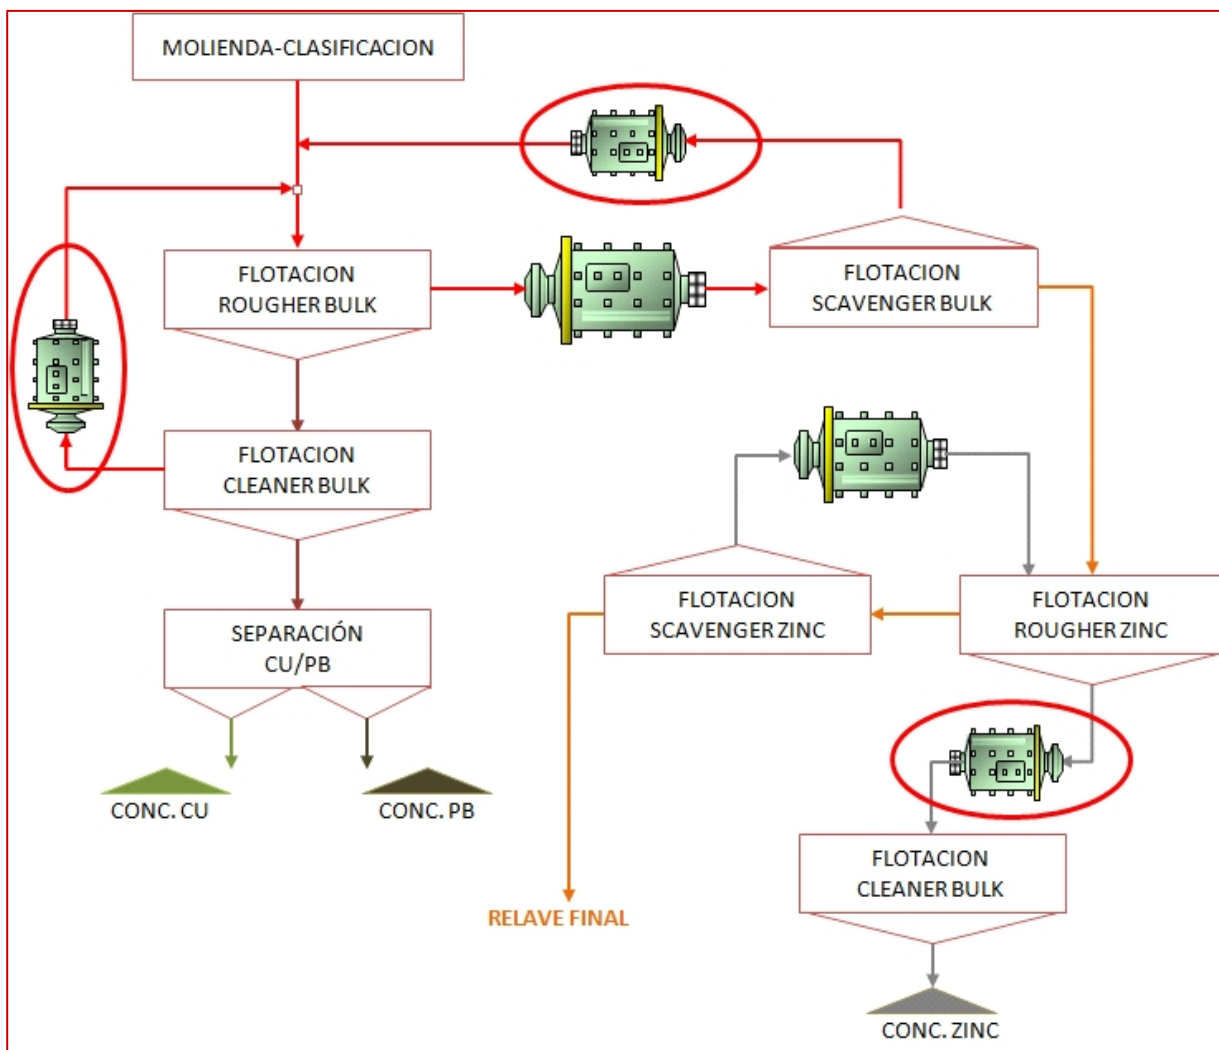 MOLIENDA-CLASIFICACION
FLOTACION
ROUGHER BULK
FLOTACION
SCAVENGER BULK
FLOTACION
CLEANER BULK
FLOTACION
SCAVENGER ZINC
FLOTACION
ROUGHER ZINC
SEPARACIÓN
CU/PB
CONC. CU
CONC. PB
FLOTACION
CLEANER BULK
RELAVE FINAL
CONC. ZINC